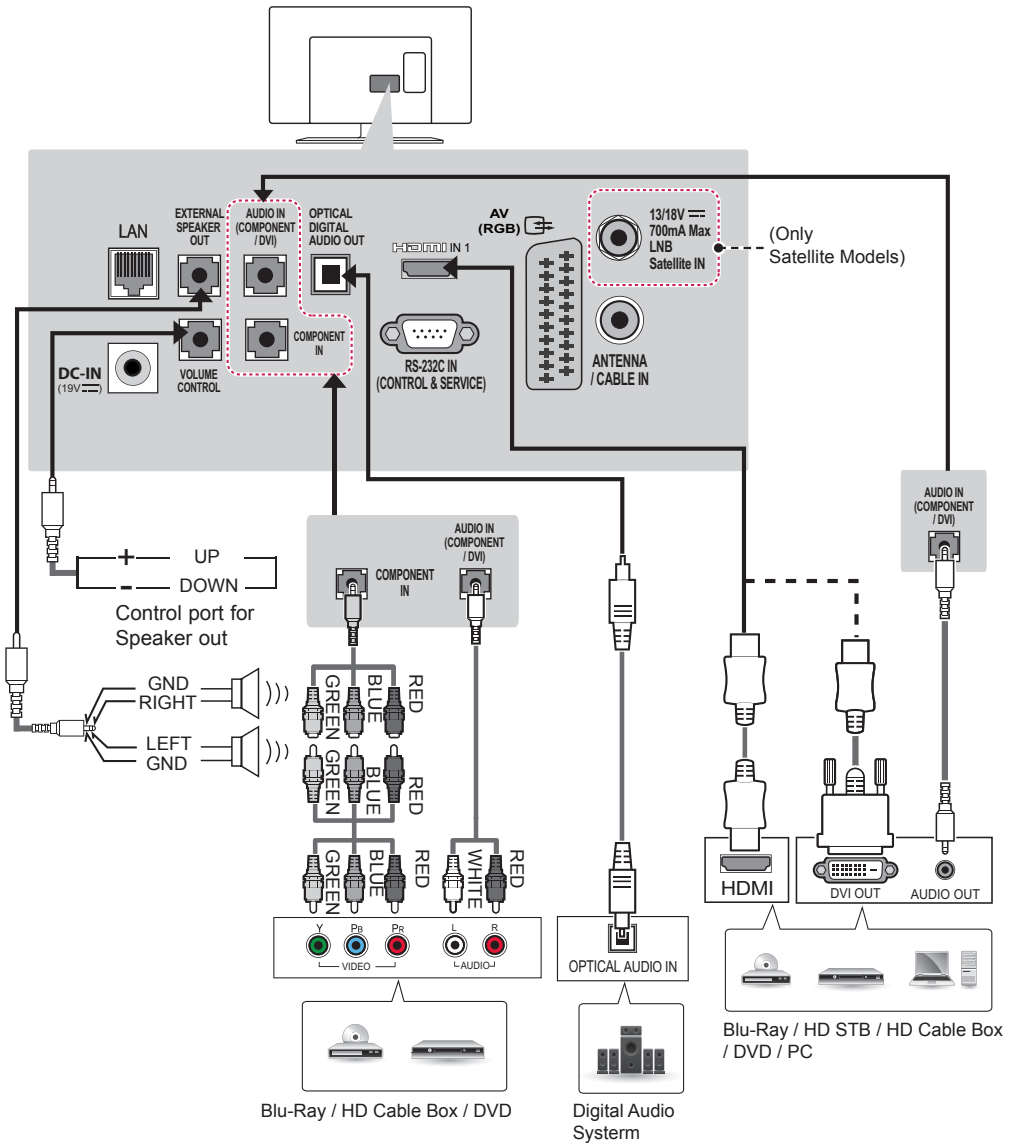 LAN
EXTERNAL
SPEAKER
OUT
AUDIO IN
(COMPONENT
/ DVI)
OPTICAL
DIGITAL
AUDIO OUT
HDMI IN 1
AV
(RGB)
13/18V
700mA Max
LNB
Satellite IN
(Only
Satellite Models)
DC-IN
(19V)
VOLUME
CONTROL
COMPONENT
IN
RS-232C IN
(CONTROL & SERVICE)
ANTENNA
/ CABLE IN
AUDIO IN
(COMPONENT
/ DVI)
+ UP
- DOWN
Control port for
Speaker out
COMPONENT
IN
AUDIO IN
(COMPONENT
/ DVI)
GND
RIGHT
LEFT
GND
GREEN
BLUE
RED
GREEN
BLUE
RED
GREEN
BLUE
RED
WHITE
RED
Y PB PR
VIDEO
L R
AUDIO
OPTICAL AUDIO IN
HDMI
DVI OUT
AUDIO OUT
Blu-Ray / HD Cable Box / DVD
Digital Audio
Systerm
Blu-Ray / HD STB / HD Cable Box
/ DVD / PC